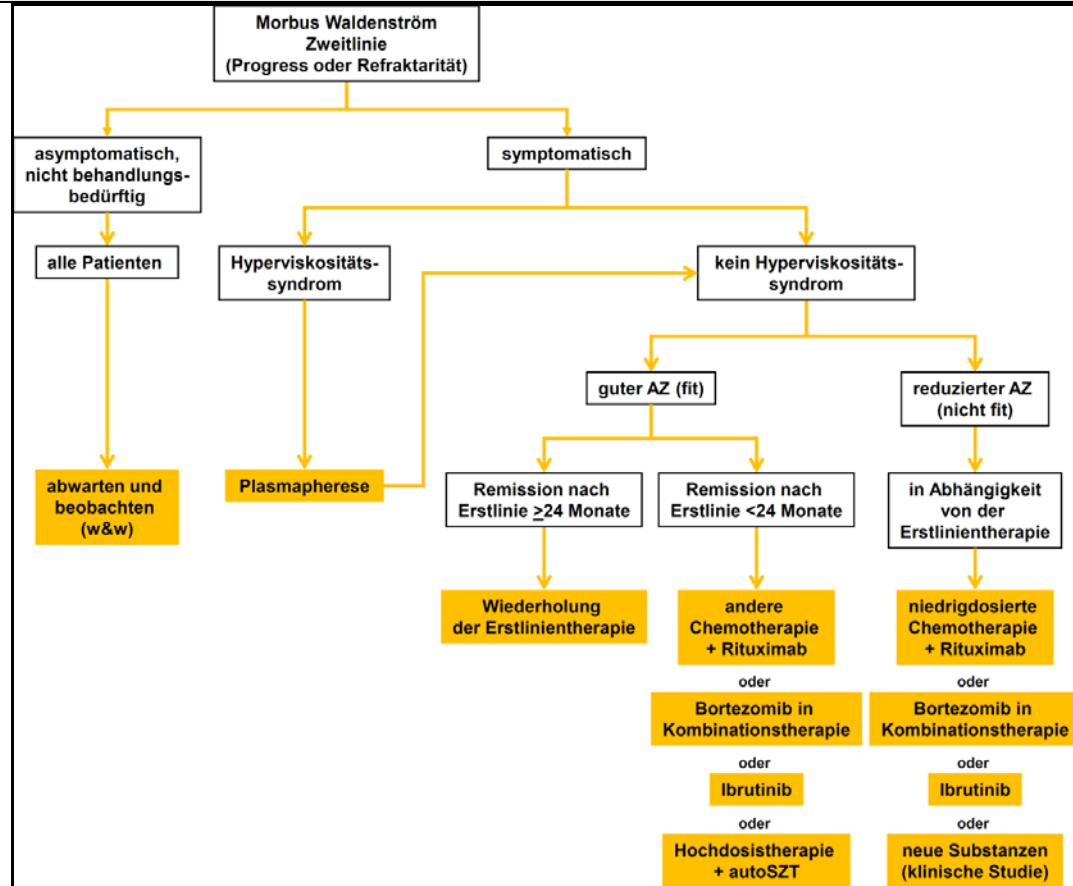 Morbus Waldenström
Zweitlinie
(Progress oder Refraktarität)
asymptomatisch,
nicht behandlungs-
bedürftig
symptomatisch
alle Patienten
Hyperviskositäts-
syndrom
kein Hyperviskositäts-
syndrom
guter AZ (fit)
reduzierter AZ
(nicht fit)
abwarten und
beobachten
(w&w)
Plasmapherese
Remission nach
Erstlinie ≥24 Monate
Remission nach
Erstlinie <24 Monate
in Abhängigkeit
von der
Erstlinientherapie
Wiederholung
der Erstlinientherapie
andere
Chemotherapie
+ Rituximab
oder
Bortezomib in
Kombinationstherapie
oder
Ibrutinib
oder
Hochdosistherapie
+ autoSZT
niedrigdosierte
Chemotherapie
+ Rituximab
oder
Bortezomib in
Kombinationstherapie
oder
Ibrutinib
oder
neue Substanzen
(klinische Studie)